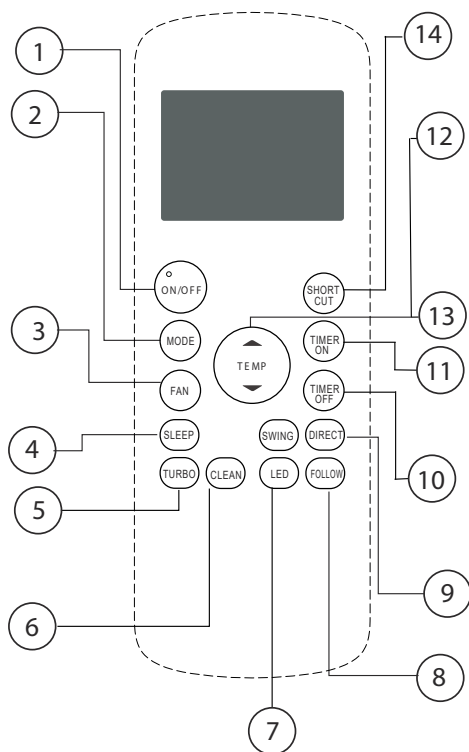 1
14
2
12
ON/OFF
SHORT
CUT
MODE
TIMER
ON
13
3
TEMP
11
FAN
TIMER
OFF
4
SLEEP
SWING
DIRECT
10
5
TURBO
CLEAN
LED
FOLLOW
9
6
8
7